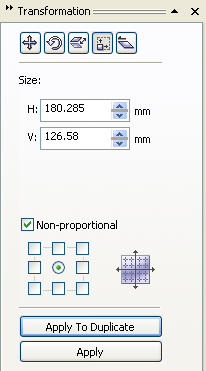 Transformation
Size:
H: 180.285 mm
V: 126.58 mm
Non-proportional
Apply To Duplicate
Apply